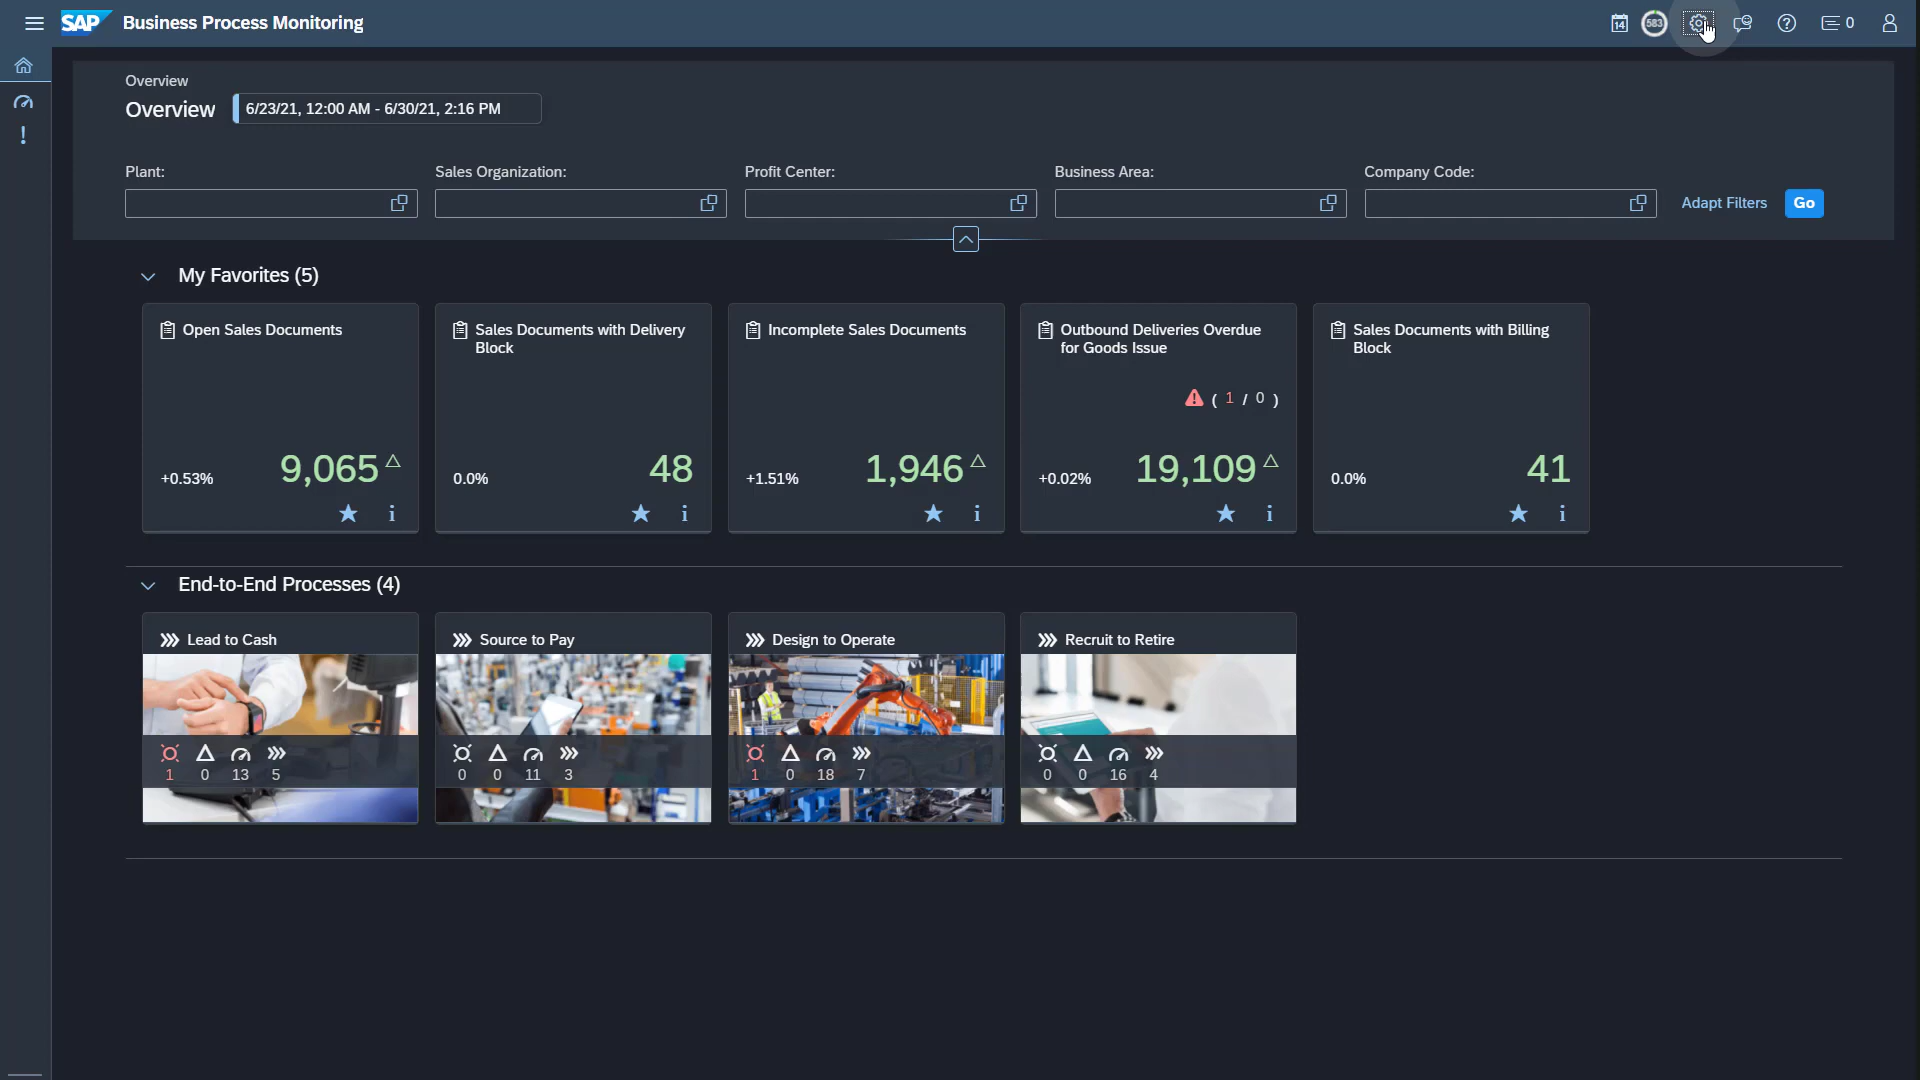 SAP Business Process Monitoring
14
583
0
Overview
Overview
6/23/21, 12:00 AM - 6/30/21, 2:16 PM
Plant:
Sales Organization:
Profit Center:
Business Area:
Company Code:
Adapt Filters
Go
My Favorites (5)
Open Sales Documents
+0.53%
9,065
Sales Documents with Delivery
Block
0.0%
48
Incomplete Sales Documents
+1.51%
1,946
Outbound Deliveries Overdue
for Goods Issue
( 1 / 0 )
+0.02%
19,109
Sales Documents with Billing
Block
0.0%
41
End-to-End Processes (4)
Lead to Cash
1 0 13 5
Source to Pay
0 0 11 3
Design to Operate
1 0 18 7
Recruit to Retire
0 0 16 4